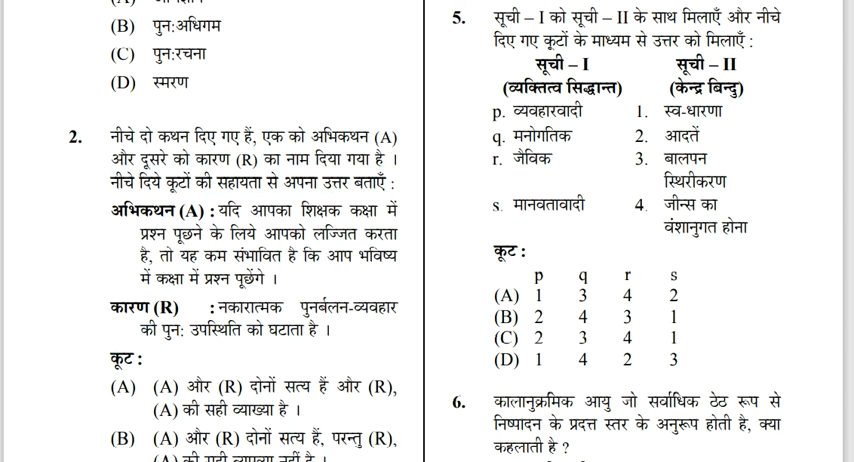 (B) पुन:अधिगम
(C) पुन:रचना
(D) स्मरण
2. नीचे दो कथन दिए गए हैं, एक को अभिकथन (A)
और दूसरे को कारण (R) का नाम दिया गया है ।
नीचे दिये कूटों की सहायता से अपना उत्तर बताएँ :
अभिकथन (A) : यदि आपका शिक्षक कक्षा में
प्रश्न पूछने के लिये आपको लज्जित करता
है, तो यह कम संभावित है कि आप भविष्य
में कक्षा में प्रश्न पूछेंगे ।
कारण (R) : नकारात्मक पुनर्बलन-व्यवहार
की पुन: उपस्थिति को घटाता है ।
कूट :
(A) (A) और (R) दोनों सत्य हैं और (R),
(A) की सही व्याख्या है ।
(B) (A) और (R) दोनों सत्य हैं, परन्तु (R),
(A) की सही व्याख्या नहीं है ।
5. सूची – I को सूची – II के साथ मिलाएँ और नीचे
दिए गए कूटों के माध्यम से उत्तर को मिलाएँ :
सूची – I सूची – II
(व्यक्तित्व सिद्धान्त) (केन्द्र बिन्दु)
p. व्यवहारवादी 1. स्व-धारणा
q. मनोगतिक 2. आदतें
r. जैविक 3. बालपन
स्थिरीकरण
s. मानवतावादी 4. जीन्स का
वंशानुगत होना
कूट :
p q r s
(A) 1 3 4 2
(B) 2 4 3 1
(C) 2 3 4 1
(D) 1 4 2 3
6. कालानुक्रमिक आयु जो सर्वाधिक ठेठ रूप से
निष्पादन के प्रदत्त स्तर के अनुरूप होती है, क्या
कहलाती है ?